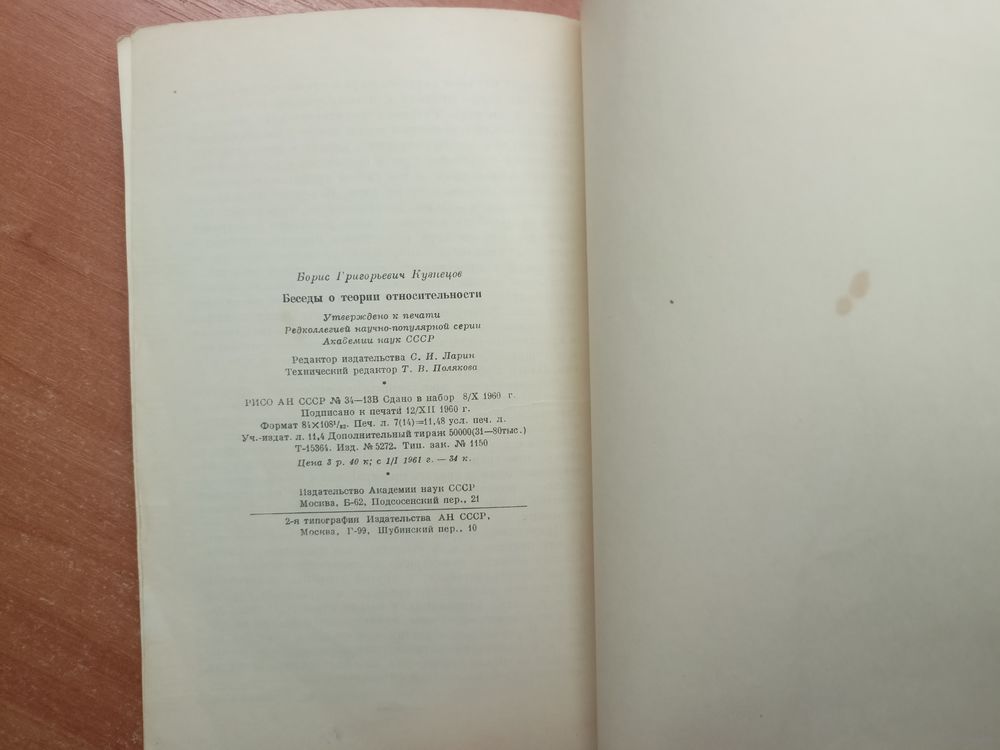 Борис Григорьевич Кузнецов
Беседы о теории относительности
Утверждено к печати
Редколлегией научно-популярной серии
Академии наук СССР
Редактор издательства С. И. Ларин
Технический редактор Т. В. Полякова
*
РИСО АН СССР № 34—13В Сдано в набор 8/X 1960 г.
Подписано к печати 12/XII 1960 г.
Формат 84×108¹/₃₂. Печ. л. 7(14)=11,48 усл. печ. л.
Уч.-издат. л. 11,4 Дополнительный тираж 50000(31—80тыс.)
Т-15364. Изд. № 5272. Тип. зак. № 1150
Цена 3 р. 40 к; с 1/I 1961 г. — 34 к.
*
Издательство Академии наук СССР
Москва, Б-62, Подсосенский пер., 21
2-я типография Издательства АН СССР,
Москва, Г-99, Шубинский пер., 10